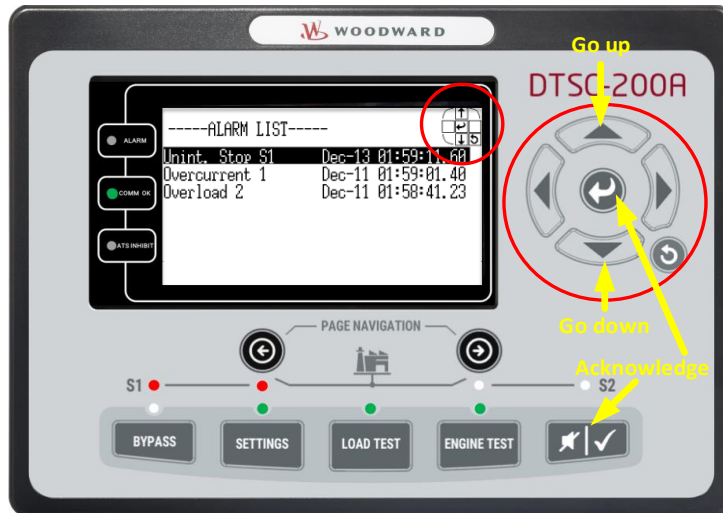 WOODWARD
Go up
DTSC-200A
ALARM
COMM OK
ATS INHIBIT
-----ALARM LIST-----
Unint. Stop S1 Dec-13 01:59:11.60
Overcurrent 1 Dec-11 01:59:01.40
Overload 2 Dec-11 01:58:41.23
Go down
PAGE NAVIGATION
Acknowledge
S1
S2
BYPASS
SETTINGS
LOAD TEST
ENGINE TEST